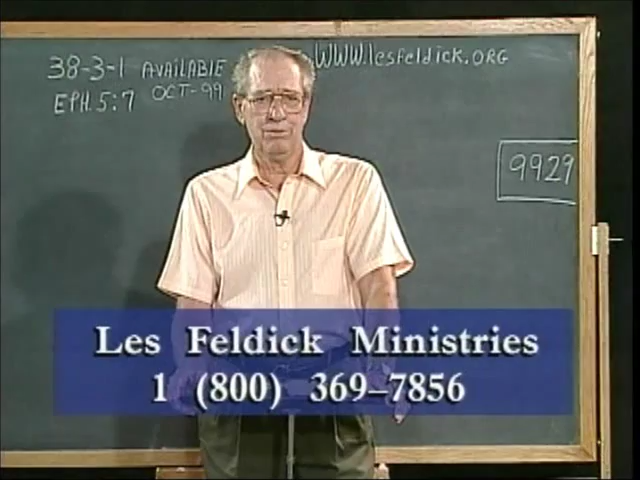 38-3-1 AVAILABLE WWW.lesfeldick.ORG
EPH. 5:7 OCT-99
9929
Les Feldick Ministries
1 (800) 369-7856